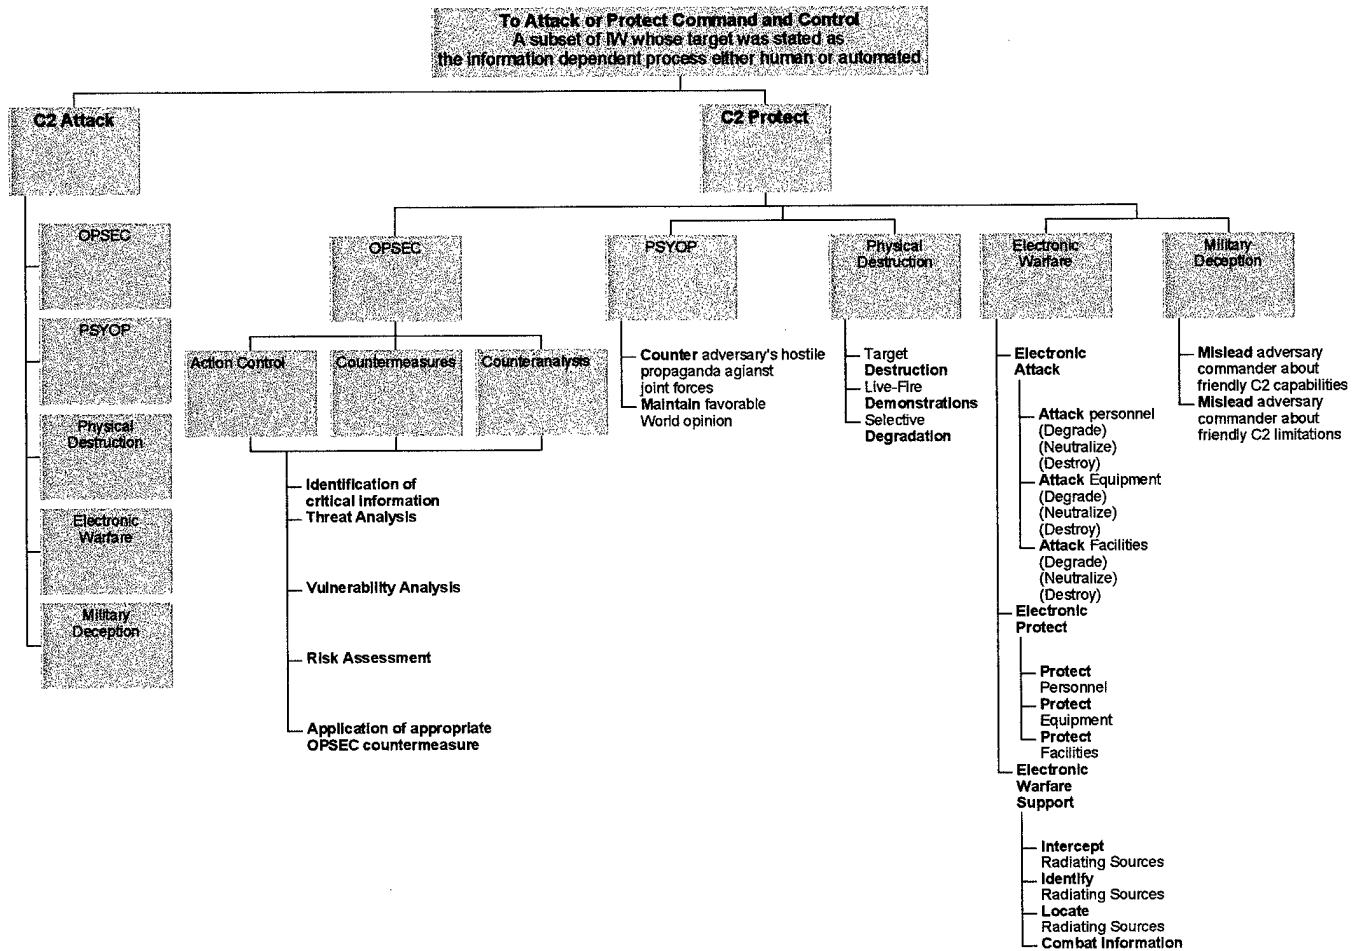 To Attack or Protect Command and Control
A subset of IW whose target was stated as
the information dependent process either human or automated
C2 Attack
OPSEC
PSYOP
Physical
Destruction
Electronic
Warfare
Military
Deception
C2 Protect
OPSEC
Action Control
Countermeasures
Counteranalysis
Identification of
critical information
Threat Analysis
Vulnerability Analysis
Risk Assessment
Application of appropriate
OPSEC countermeasure
PSYOP
Counter adversary's hostile
propaganda agianst
joint forces
Maintain favorable
World opinion
Physical
Destruction
Target
Destruction
Live-Fire
Demonstrations
Selective
Degradation
Electronic
Warfare
Electronic
Attack
Attack personnel
(Degrade)
(Neutralize)
(Destroy)
Attack Equipment
(Degrade)
(Neutralize)
(Destroy)
Attack Facilities
(Degrade)
(Neutralize)
(Destroy)
Electronic
Protect
Protect
Personnel
Protect
Equipment
Protect
Facilities
Electronic
Warfare
Support
Intercept
Radiating Sources
Identify
Radiating Sources
Locate
Radiating Sources
Combat Information
Military
Deception
Mislead adversary
commander about
friendly C2 capabilities
Mislead adversary
commander about
friendly C2 limitations